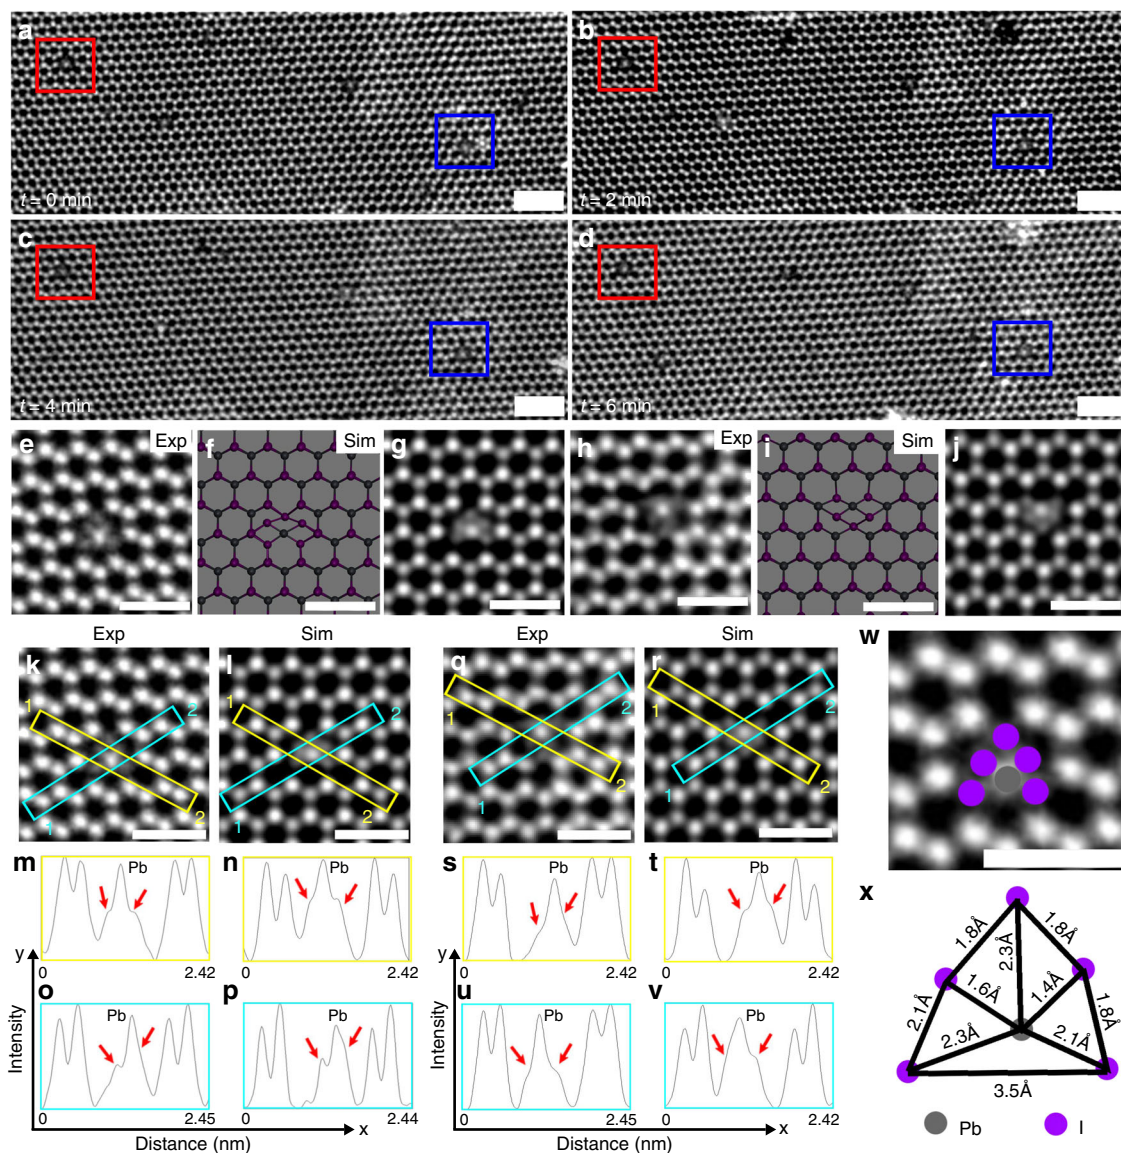 a
b
t = 0 min
t = 2 min
c
d
t = 4 min
t = 6 min
e
Exp
f
Sim
g
h
Exp
i
Sim
j
Exp
Sim
Exp
Sim
k
1
2
1
2
l
1
2
1
2
q
1
2
1
2
r
1
2
1
2
w
m
Pb
0
2.42
n
Pb
0
2.43
s
Pb
0
2.42
t
Pb
0
2.42
x
1.8Å
1.8Å
2.3Å
1.6Å
1.4Å
2.1Å
1.8Å
2.3Å
2.1Å
3.5Å
y
Intensity
o
Pb
0
2.45
p
Pb
0
2.44
u
Pb
0
2.45
v
Pb
0
2.42
Distance (nm)
x
Pb
I